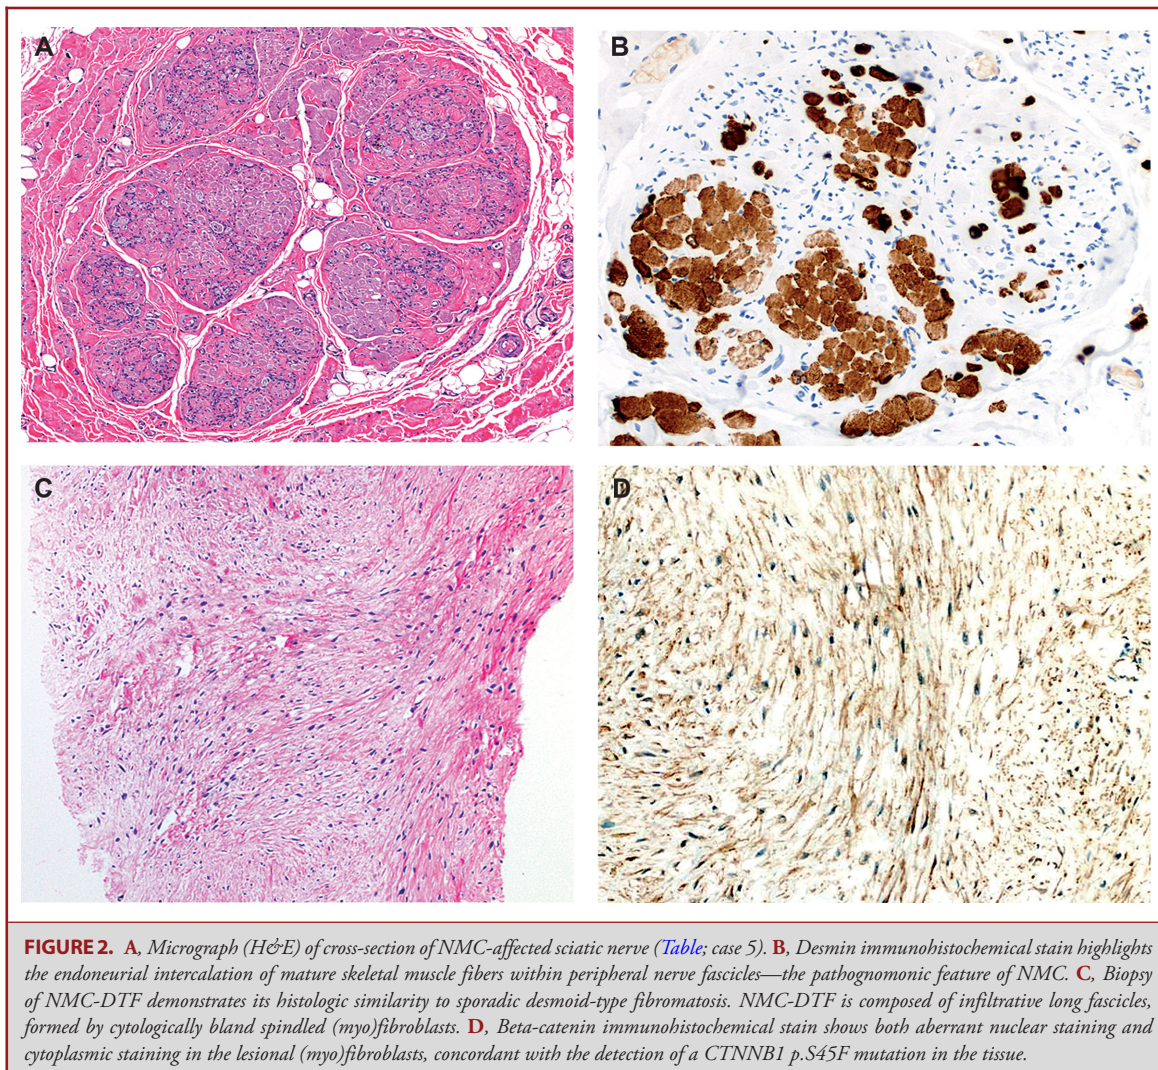 A
B
C
D
FIGURE 2. A, Micrograph (H&E) of cross-section of NMC-affected sciatic nerve (Table; case 5). B, Desmin immunohistochemical stain highlights
the endoneurial intercalation of mature skeletal muscle fibers within peripheral nerve fascicles—the pathognomonic feature of NMC. C, Biopsy
of NMC-DTF demonstrates its histologic similarity to sporadic desmoid-type fibromatosis. NMC-DTF is composed of infiltrative long fascicles,
formed by cytologically bland spindled (myo)fibroblasts. D, Beta-catenin immunohistochemical stain shows both aberrant nuclear staining and
cytoplasmic staining in the lesional (myo)fibroblasts, concordant with the detection of a CTNNB1 p.S45F mutation in the tissue.